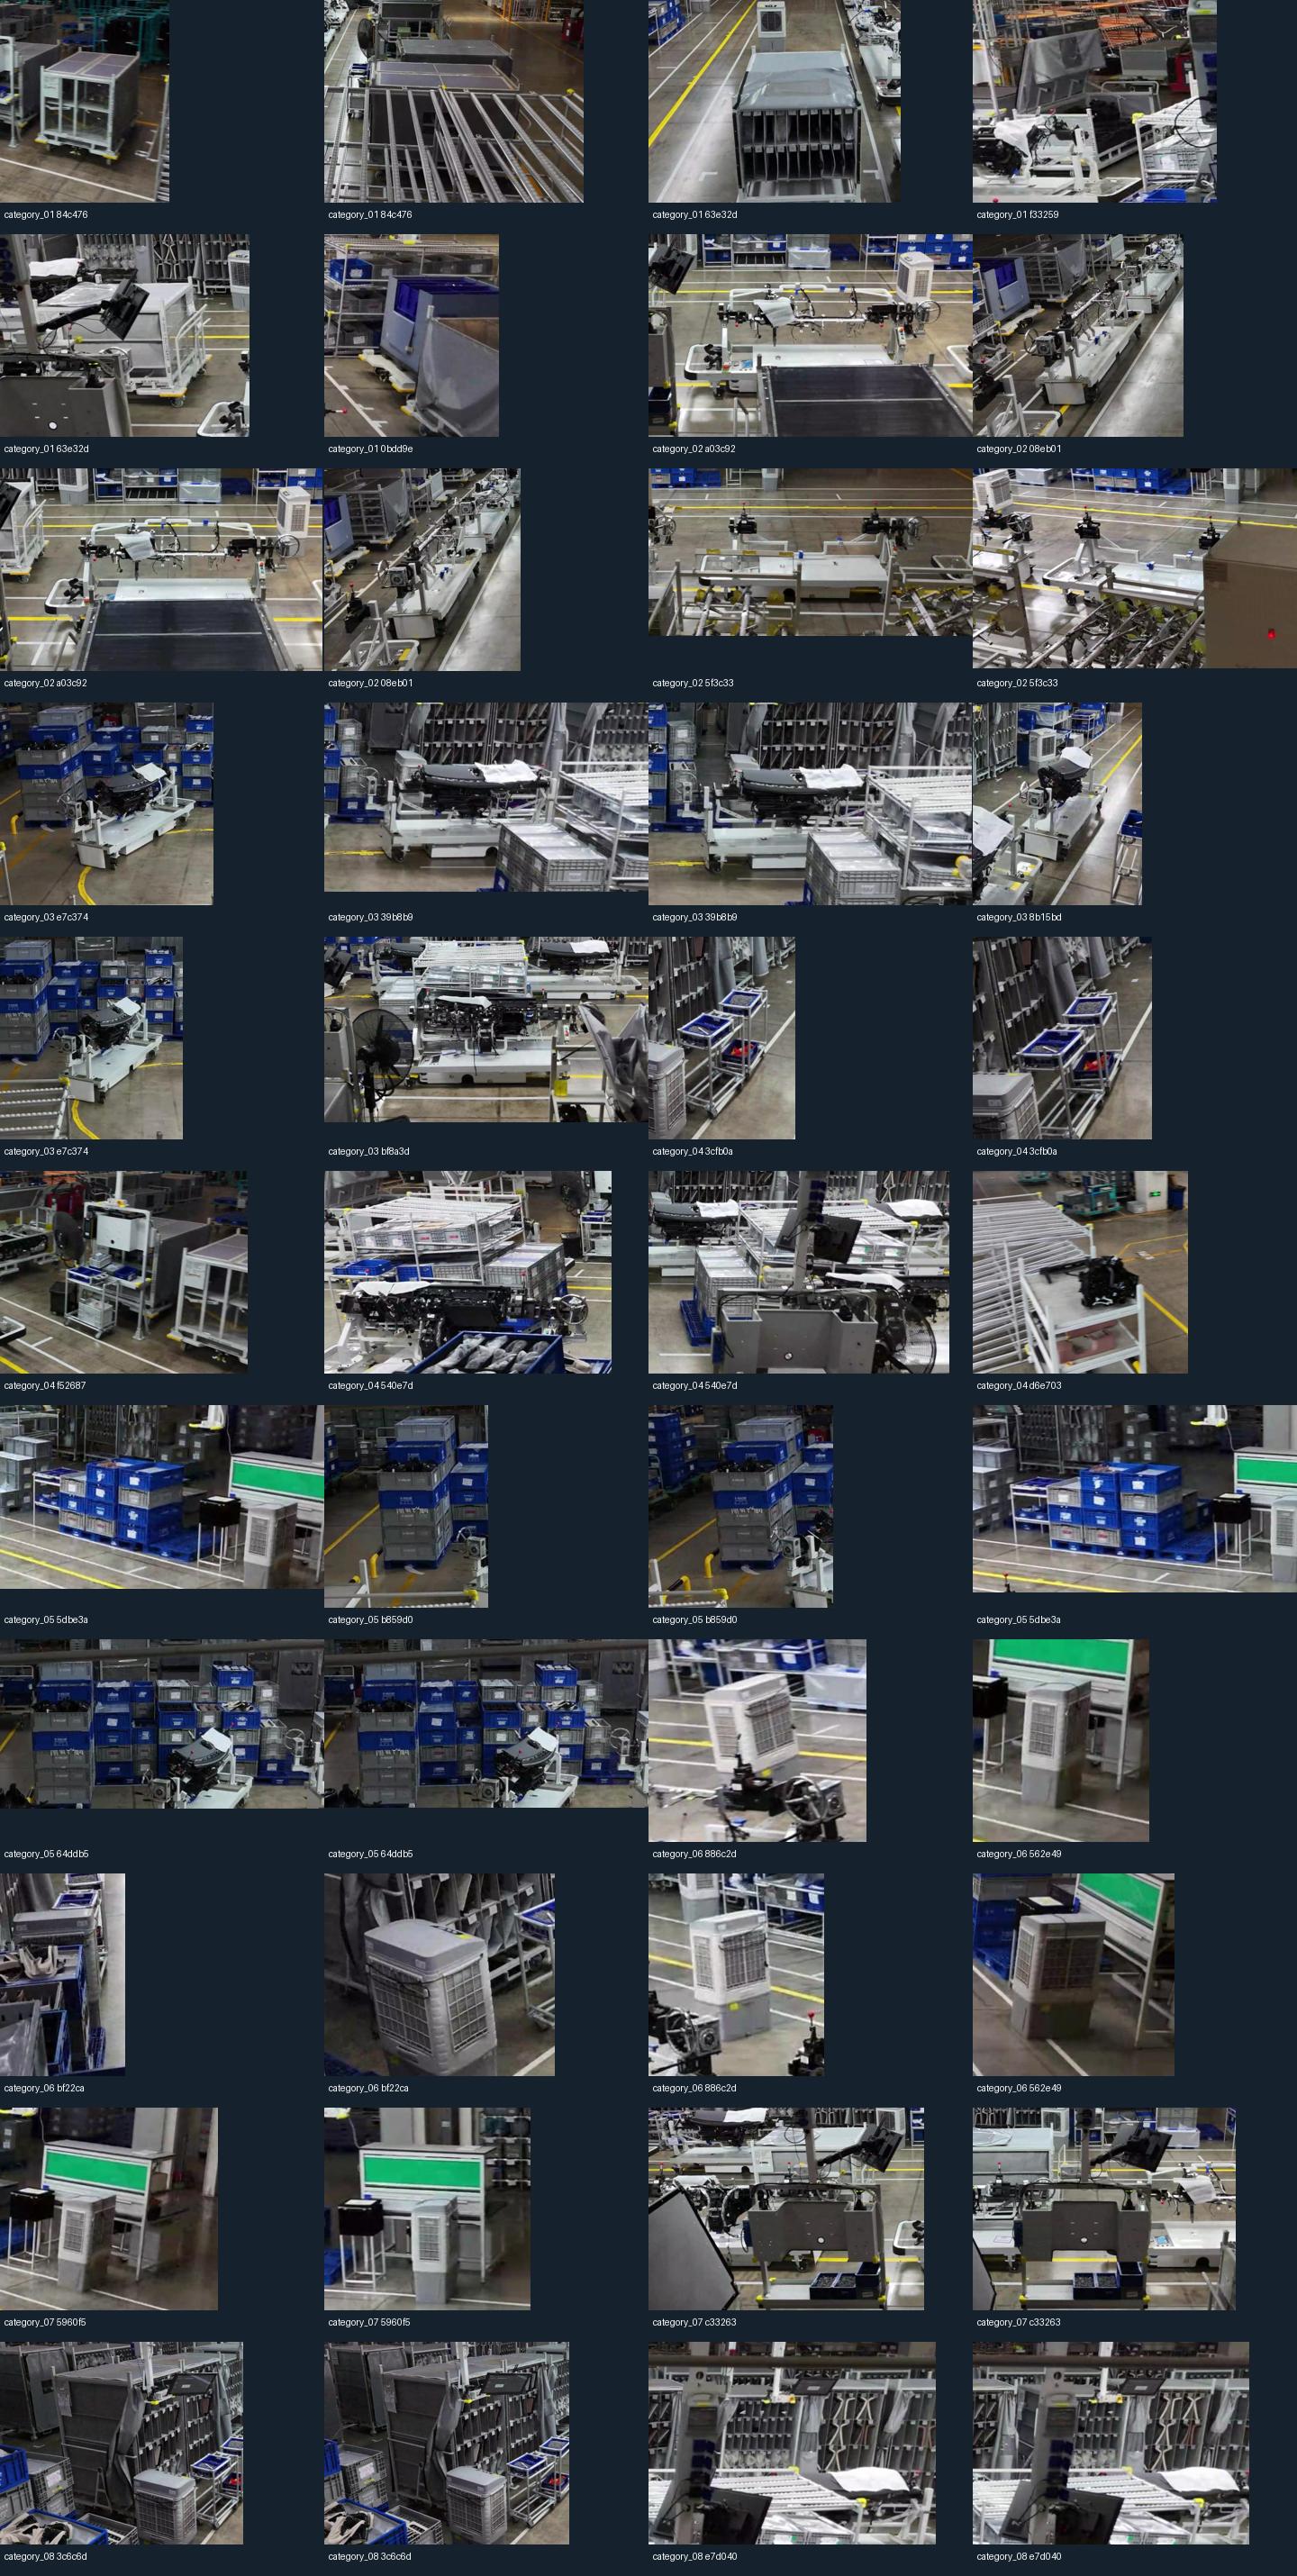 category_01 84c476
category_01 84c476
category_01 63e32d
category_01 f33259
category_01 63e32d
category_01 0bdd9e
category_02 a03c92
category_02 08eb01
category_02 a03c92
category_02 08eb01
category_02 5f3c33
category_02 5f3c33
category_03 e7c374
category_03 39b8b9
category_03 39b8b9
category_03 8b15bd
category_03 e7c374
category_03 bf8a3d
category_04 3cfb0a
category_04 3cfb0a
category_04 f52687
category_04 540e7d
category_04 540e7d
category_04 d6e703
category_05 5dbe3a
category_05 b859d0
category_05 b859d0
category_05 5dbe3a
category_05 64ddb5
category_05 64ddb5
category_06 886c2d
category_06 562e49
category_06 bf22ca
category_06 bf22ca
category_06 886c2d
category_06 562e49
category_07 5960f5
category_07 5960f5
category_07 c33263
category_07 c33263
category_08 3c6c6d
category_08 3c6c6d
category_08 e7d040
category_08 e7d040